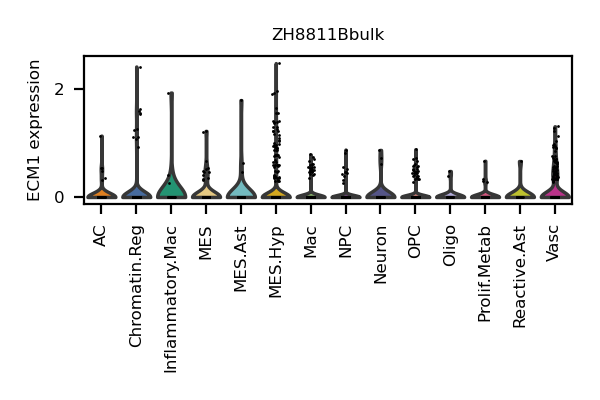 ZH8811Bbulk
ECM1 expression
2
0
AC
Chromatin.Reg
Inflammatory.Mac
MES
MES.Ast
MES.Hyp
Mac
NPC
Neuron
OPC
Oligo
Prolif.Metab
Reactive.Ast
Vasc